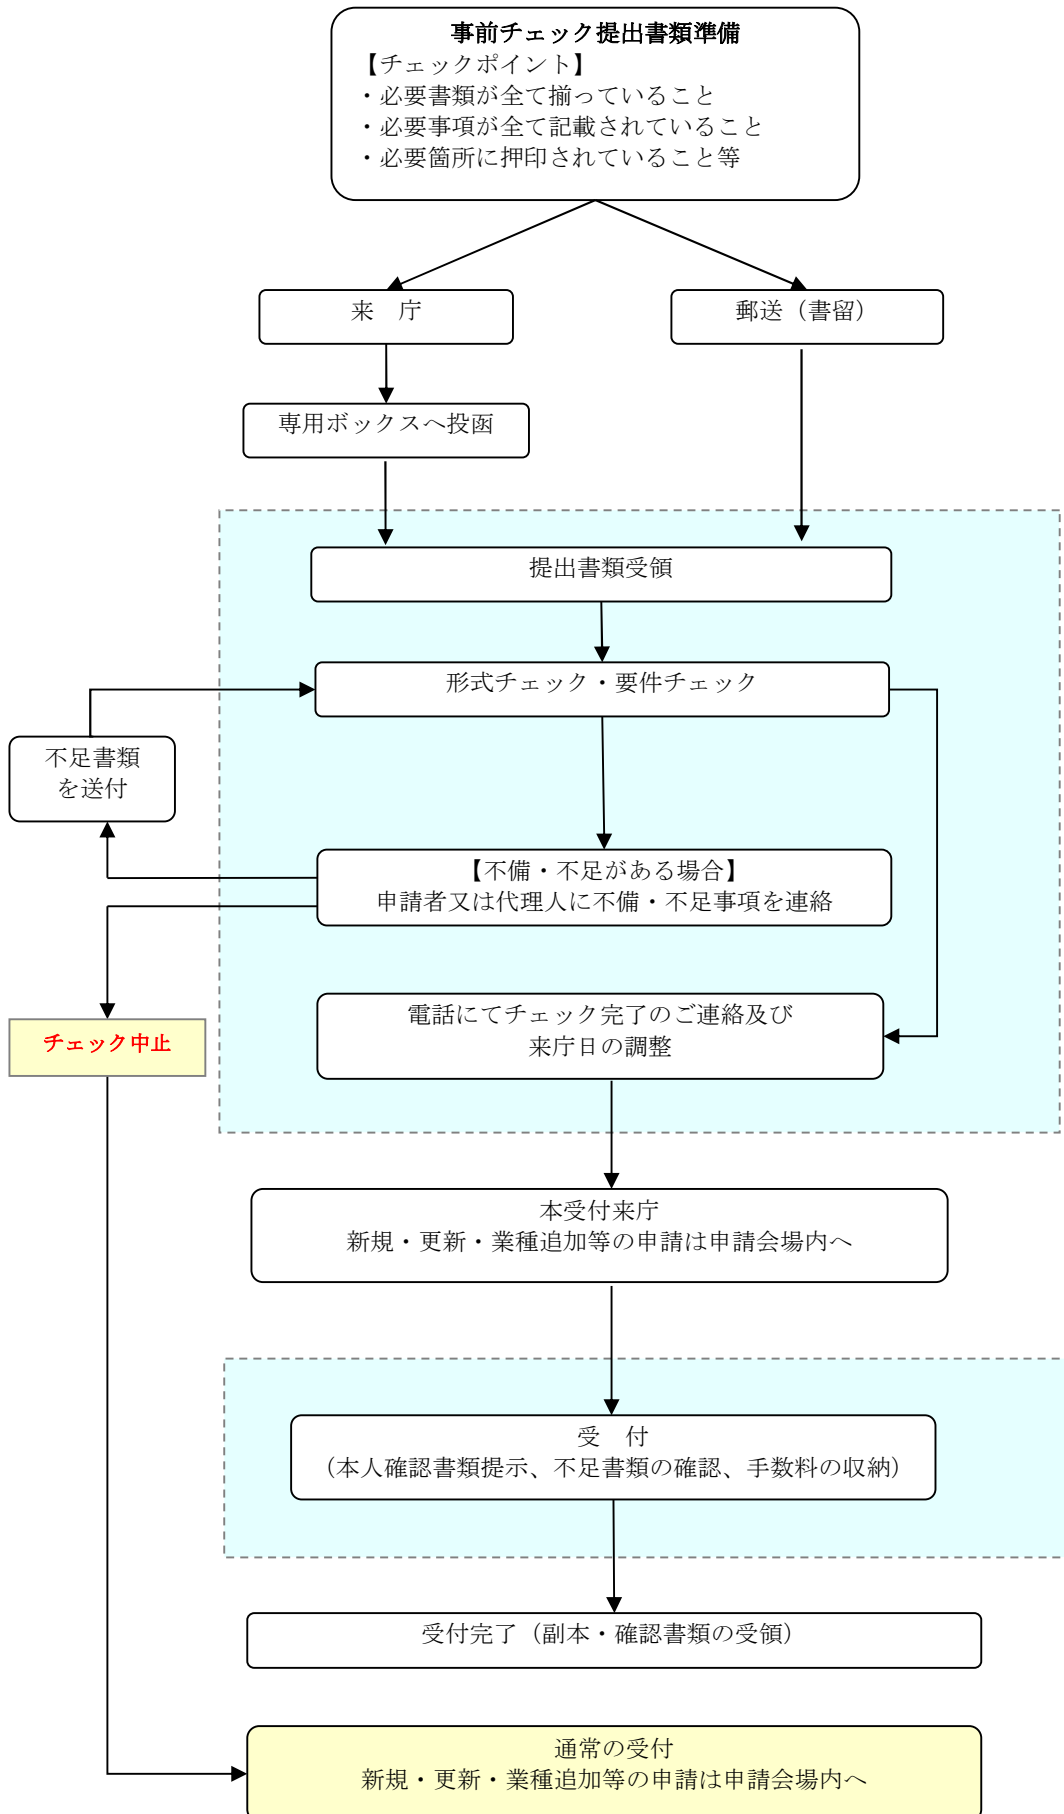 事前チェック提出書類準備
【チェックポイント】
・必要書類が全て揃っていること
・必要事項が全て記載されていること
・必要箇所に押印されていること等
来　庁
郵送（書留）
専用ボックスへ投函
提出書類受領
形式チェック・要件チェック
不足書類
を送付
【不備・不足がある場合】
申請者又は代理人に不備・不足事項を連絡
電話にてチェック完了のご連絡及び
来庁日の調整
チェック中止
本受付来庁
新規・更新・業種追加等の申請は申請会場内へ
受　付
（本人確認書類提示、不足書類の確認、手数料の収納）
受付完了（副本・確認書類の受領）
通常の受付
新規・更新・業種追加等の申請は申請会場内へ